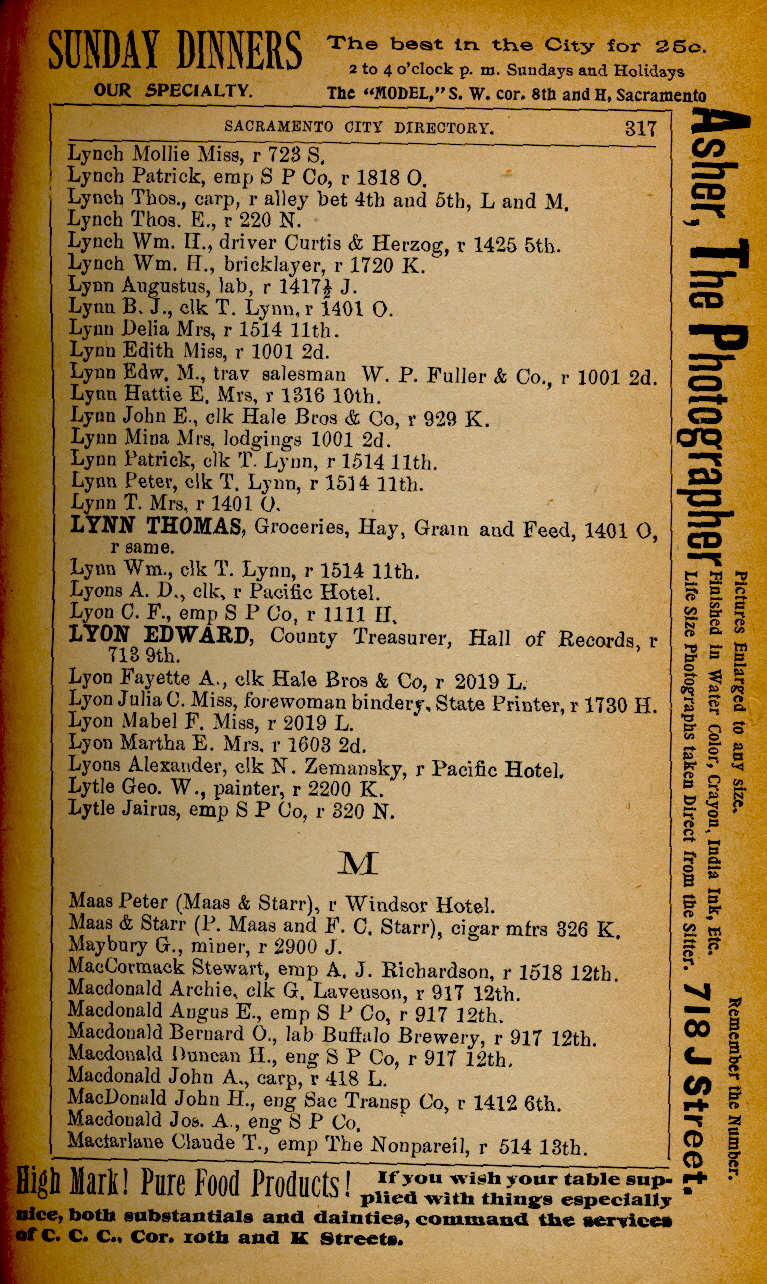 SUNDAY DINNERS
OUR SPECIALTY.
The best in the City for 25c.
2 to 4 o'clock p. m. Sundays and Holidays
The "MODEL," S. W. cor. 8th and H, Sacramento
SACRAMENTO CITY DIRECTORY. 317
Lynch Mollie Miss, r 723 S.
Lynch Patrick, emp S P Co, r 1818 O.
Lynch Thos., carp, r alley bet 4th and 5th, L and M.
Lynch Thos. E., r 220 N.
Lynch Wm. H., driver Curtis & Herzog, r 1425 5th.
Lynch Wm. H., bricklayer, r 1720 K.
Lynn Augustus, lab, r 1417½ J.
Lynn B. J., clk T. Lynn, r 1401 O.
Lynn Delia Mrs, r 1514 11th.
Lynn Edith Miss, r 1001 2d.
Lynn Edw. M., trav salesman W. P. Fuller & Co., r 1001 2d.
Lynn Hattie E. Mrs, r 1316 10th.
Lynn John E., clk Hale Bros & Co, r 929 K.
Lynn Mina Mrs, lodgings 1001 2d.
Lynn Patrick, clk T. Lynn, r 1514 11th.
Lynn Peter, clk T. Lynn, r 1514 11th.
Lynn T. Mrs, r 1401 O.
LYNN THOMAS, Groceries, Hay, Grain and Feed, 1401 O,
r same.
Lynn Wm., clk T. Lynn, r 1514 11th.
Lyons A. D., clk, r Pacific Hotel.
Lyon C. F., emp S P Co, r 1111 H.
LYON EDWARD, County Treasurer, Hall of Records, r
713 9th.
Lyon Fayette A., clk Hale Bros & Co, r 2019 L.
Lyon Julia C. Miss, forewoman bindery, State Printer, r 1730 H.
Lyon Mabel F. Miss, r 2019 L.
Lyon Martha E. Mrs, r 1603 2d.
Lyons Alexander, clk N. Zemansky, r Pacific Hotel.
Lytle Geo. W., painter, r 2200 K.
Lytle Jairus, emp S P Co, r 320 N.
M
Maas Peter (Maas & Starr), r Windsor Hotel.
Maas & Starr (P. Maas and F. C. Starr), cigar mfrs 326 K.
Maybury G., miner, r 2900 J.
MacCormack Stewart, emp A. J. Richardson, r 1518 12th.
Macdonald Archie, clk G. Lavenson, r 917 12th.
Macdonald Angus E., emp S P Co, r 917 12th.
Macdonald Bernard O., lab Buffalo Brewery, r 917 12th.
Macdonald Duncan H., eng S P Co, r 917 12th.
Macdonald John A., carp, r 418 L.
MacDonald John H., eng Sac Transp Co, r 1412 6th.
Macdonald Jos. A., eng S P Co.
Macfarlane Claude T., emp The Nonpareil, r 514 13th.
Asher, The Photographer
Pictures Enlarged to any size.
Finished in Water Color, Crayon, India Ink, Etc.
Life Size Photographs taken Direct from the Sitter.
Remember the Number.
718 J Street.
High Mark! Pure Food Products!
If you wish your table sup-
plied with things especially
nice, both substantials and dainties, command the services
of C. C. C., Cor. 10th and K Streets.